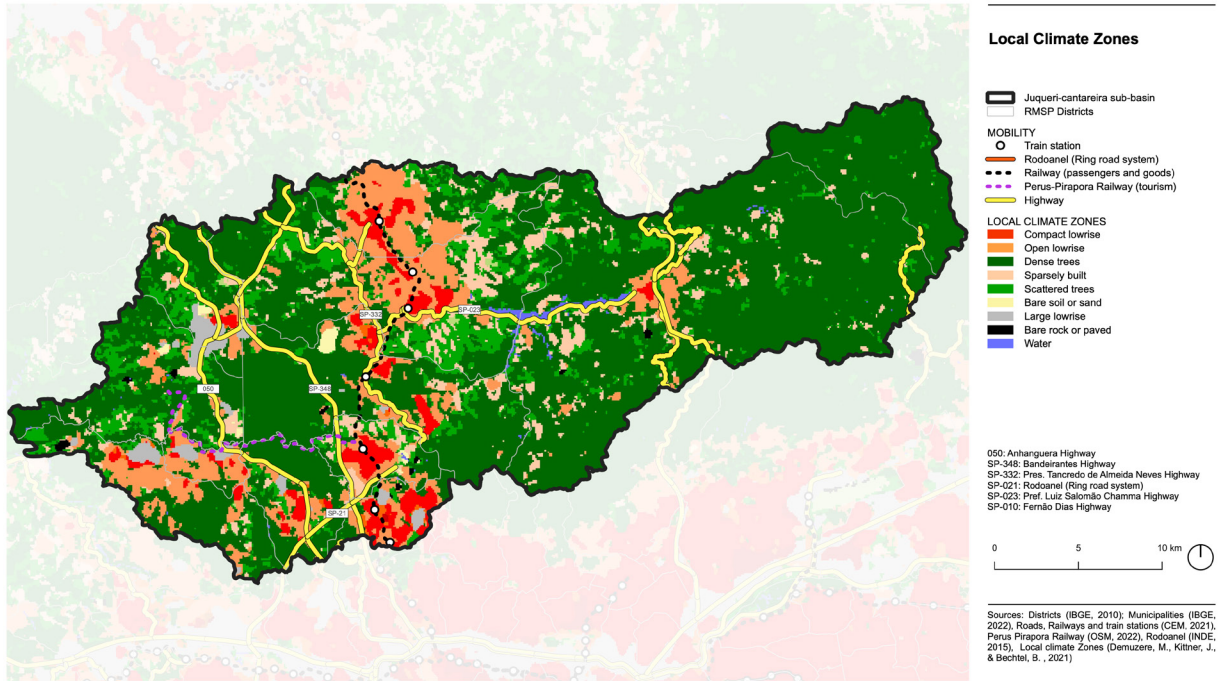 Local Climate Zones
Juqueri-cantareira sub-basin
RMSP Districts
MOBILITY
Train station
Rodoanel (Ring road system)
Railway (passengers and goods)
Perus-Pirapora Railway (tourism)
Highway
LOCAL CLIMATE ZONES
Compact lowrise
Open lowrise
Dense trees
Sparsely built
Scattered trees
Bare soil or sand
Large lowrise
Bare rock or paved
Water
SP-332
SP-023
050
SP-348
SP-21
050: Anhanguera Highway
SP-348: Bandeirantes Highway
SP-332: Pres. Tancredo de Almeida Neves Highway
SP-021: Rodoanel (Ring road system)
SP-023: Pref. Luiz Salomão Chamma Highway
SP-010: Fernão Dias Highway
0 5 10 km
Sources: Districts (IBGE, 2010); Municipalities (IBGE,
2022), Roads, Railways and train stations (CEM, 2021),
Perus Pirapora Railway (OSM, 2022), Rodoanel (INDE,
2015), Local climate Zones (Demuzere, M., Kittner, J.,
& Bechtel, B. , 2021)